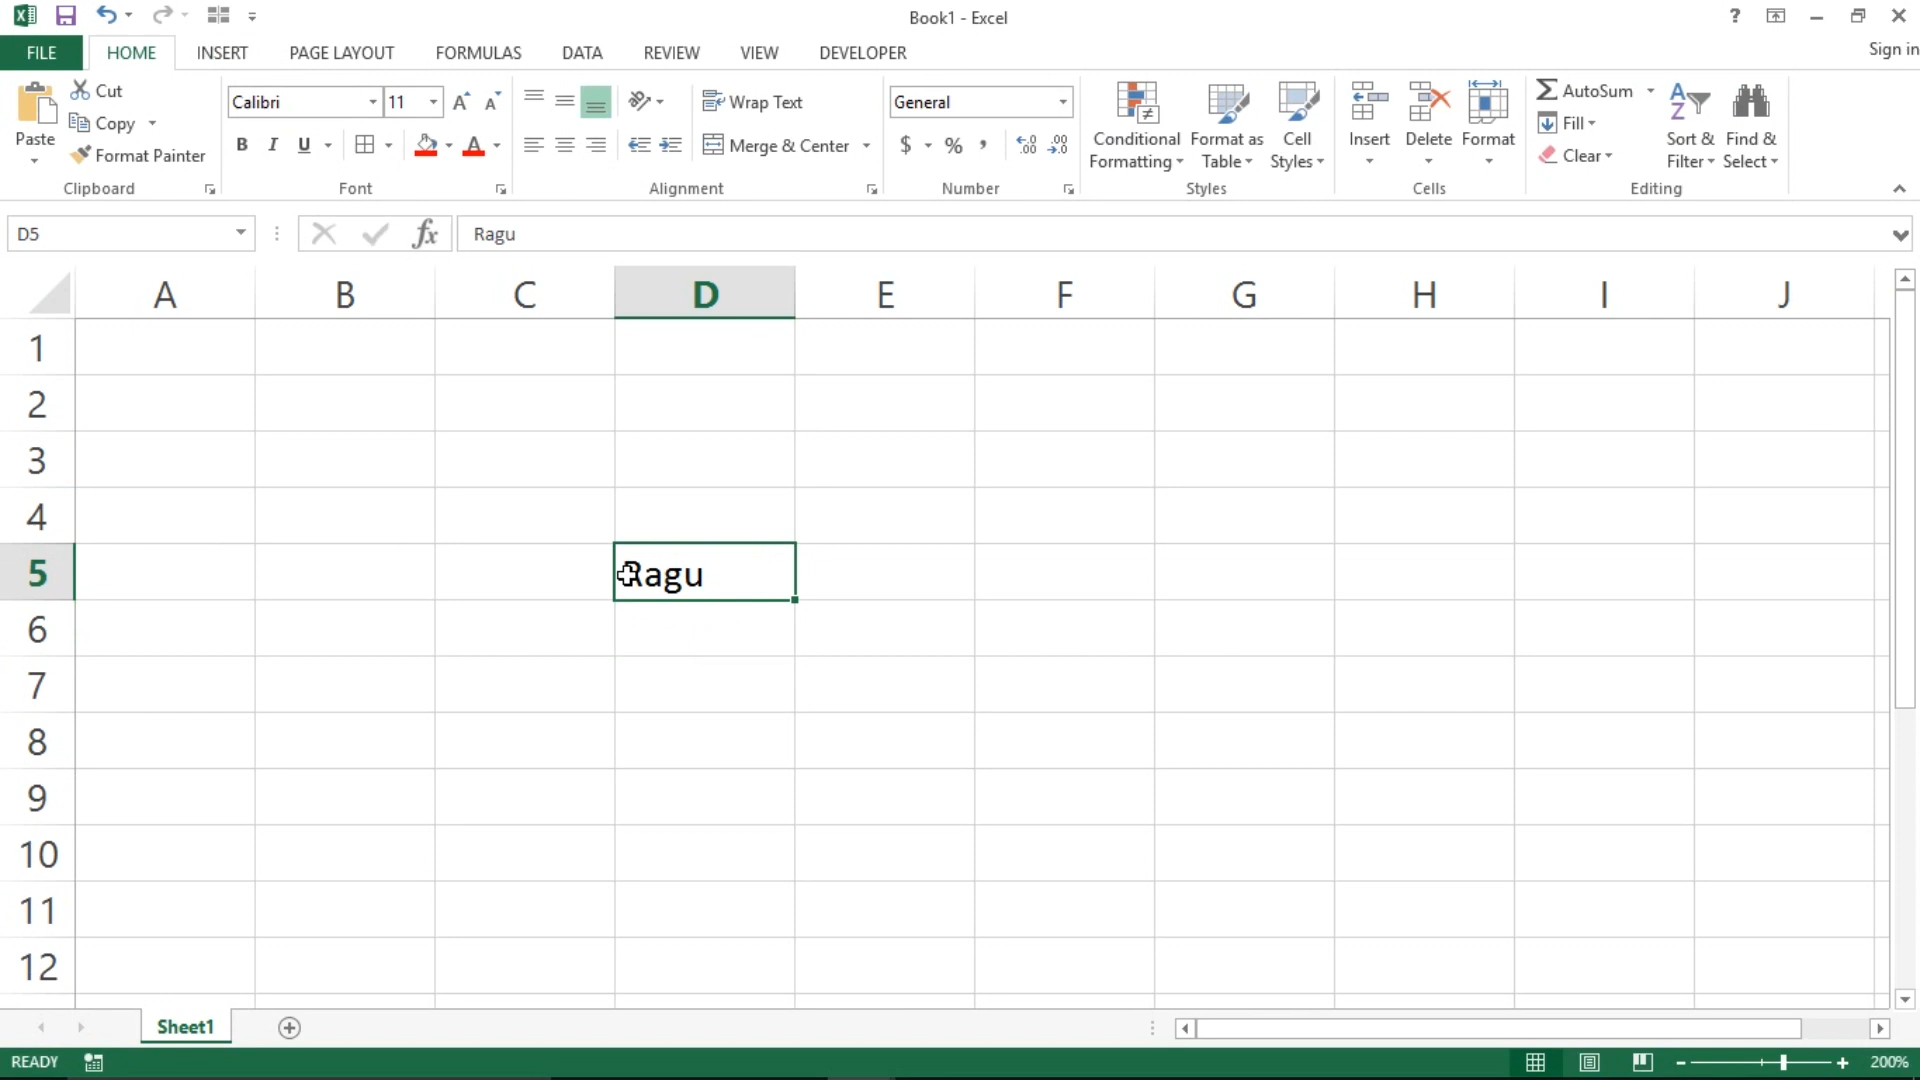 Book1 - Excel
?
Sign in
FILE HOME INSERT PAGE LAYOUT FORMULAS DATA REVIEW VIEW DEVELOPER
Paste
Cut
Copy
Format Painter
Clipboard
Calibri 11
B I U
Font
Wrap Text
Merge & Center
Alignment
General
$ % ,
Number
Conditional
Formatting
Format as
Table
Cell
Styles
Styles
Insert
Delete
Format
Cells
AutoSum
Fill
Clear
Sort &
Filter
Find &
Select
Editing
D5
fx
Ragu
A B C D E F G H I J
1
2
3
4
5 Ragu
6
7
8
9
10
11
12
Sheet1
READY
200%